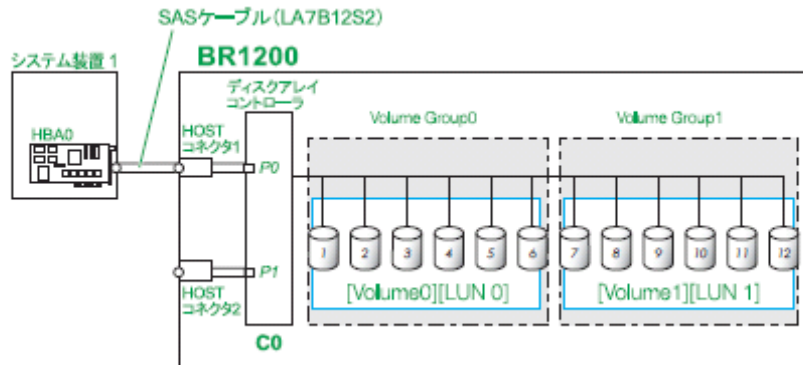 SASケーブル(LA7B12S2)
システム装置 1
BR1200
ディスクアレイ
コントローラ
Volume Group0
Volume Group1
HBA0
HOST
コネクタ1
P0
1
2
3
4
5
6
7
8
9
10
11
12
[Volume0][LUN 0]
[Volume1][LUN 1]
P1
HOST
コネクタ2
C0